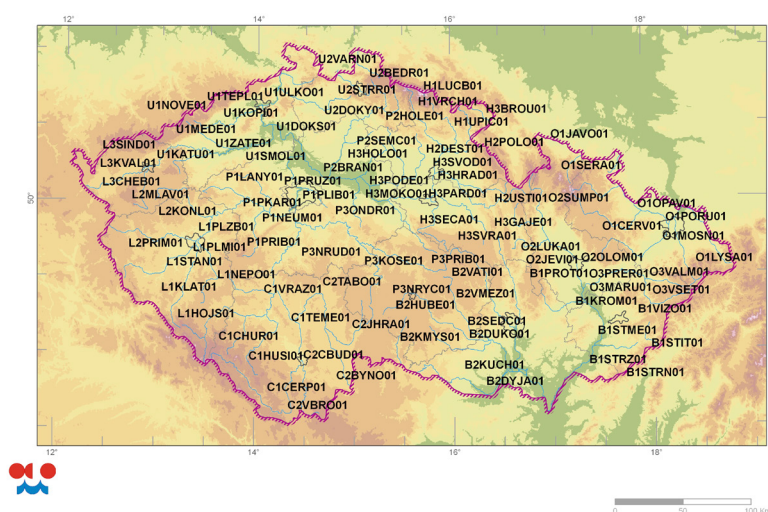 12° 14° 16° 18°
U2VARN01
U2BEDR01
H1LUCB01
U1ULKO01 U2STRR01
U1TEPL01
H1VRCH01
U1NOVE01
H3BROU01
U1KOPI01 U2DOKY01
P2HOLE01
H1UPIC01
U1MEDE01 U1DOKS01
O1JAVO01
L3SIND01 U1ZATE01 P2SEMC01 H2POLO01
H2DEST01
U1KATU01 U1SMOL01 H3HOLO01
L3KVAL01 H3SVOD01 O1SERA01
P2BRAN01
P1LANY01 H3HRAD01
L3CHEB01 P1PRUZ01 H3PODE01
L2MLAV01 P1PLIB01 H3MOKO01 H3PARD01
H2USTI01 O2SUMP01
50° P1PKAR01 O1OPAV01
L2KONL01 P3ONDR01
P1NEUM01 O1PORU01
H3SECA01 H3GAJE01
L1PLZB01 O1CERV01
H3SVRA01 O1MOSN01
L2PRIM01 P1PRIB01
L1PLMI01 O2LUKA01
P3NRUD01
L1STAN01 P3KOSE01 P3PRIB01 O2JEVI01 O2OLOM01 O1LYSA01
L1NEPO01 B2VATI01 B1PROT01 O3PRER01 O3VALM01
C2TABO01
L1KLAT01 C1VRAZ01 P3NRYC01 B2VMEZ01 O3MARU01 O3VSET01
B2HUBE01 B1KROM01
B1VIZO01
L1HOJS01 C1TEME01
C2JHRA01 B2SEDC01
B1STME01
C1CHUR01 B2KMYS01 B2DUKO01
B1STIT01
C1HUSI01 C2CBUD01
B2KUCH01 B1STRZ01
C2BYNO01 B1STRN01
B2DYJA01
C1CERP01
C2VBRO01
12° 14° 16° 18°
0 50 100 Km